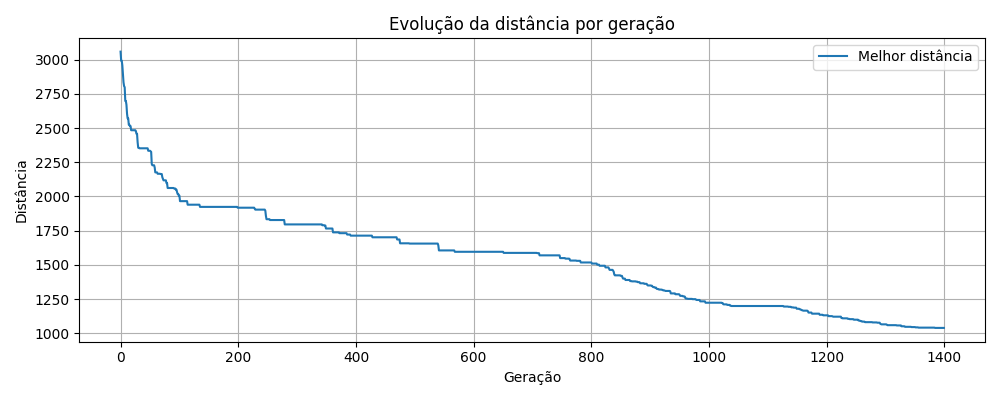 Evolução da distância por geração
Melhor distância
Distância
3000
2750
2500
2250
2000
1750
1500
1250
1000
0 200 400 600 800 1000 1200 1400
Geração